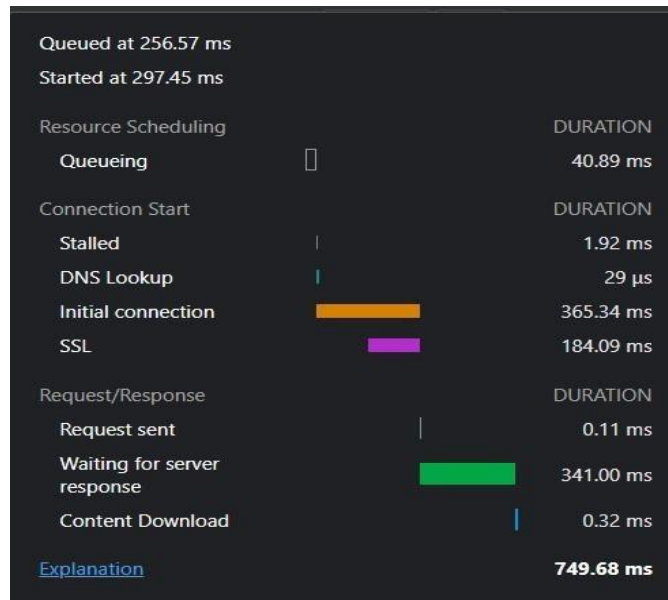 Queued at 256.57 ms
Started at 297.45 ms
Resource Scheduling DURATION
Queueing 40.89 ms
Connection Start DURATION
Stalled 1.92 ms
DNS Lookup 29 μs
Initial connection 365.34 ms
SSL 184.09 ms
Request/Response DURATION
Request sent 0.11 ms
Waiting for server
response 341.00 ms
Content Download 0.32 ms
Explanation 749.68 ms